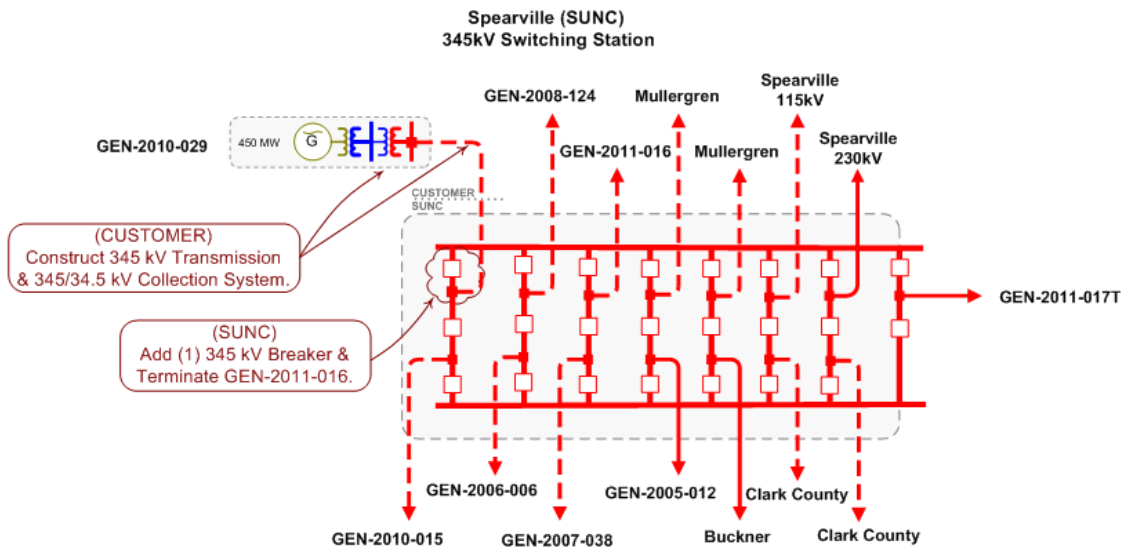 Spearville (SUNC)
345kV Switching Station
GEN-2008-124
Mullergren
Spearville
115kV
GEN-2010-029
450 MW
G
GEN-2011-016
Mullergren
Spearville
230kV
CUSTOMER
SUNC
(CUSTOMER)
Construct 345 kV Transmission
& 345/34.5 kV Collection System.
GEN-2011-017T
(SUNC)
Add (1) 345 kV Breaker &
Terminate GEN-2011-016.
GEN-2006-006
GEN-2005-012
Clark County
GEN-2010-015
GEN-2007-038
Buckner
Clark County